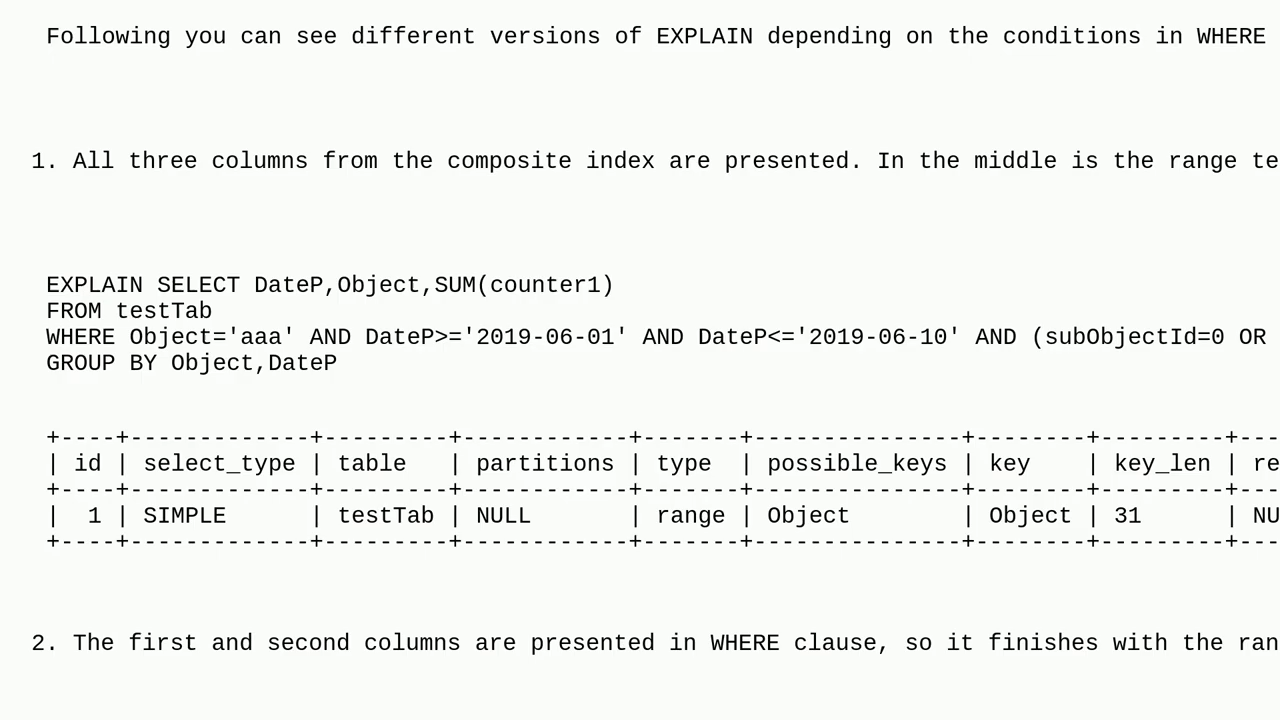 Following you can see different versions of EXPLAIN depending on the conditions in WHERE
1. All three columns from the composite index are presented. In the middle is the range te
EXPLAIN SELECT DateP,Object,SUM(counter1)
FROM testTab
WHERE Object='aaa' AND DateP>='2019-06-01' AND DateP<='2019-06-10' AND (subObjectId=0 OR
GROUP BY Object,DateP
+----+-------------+---------+------------+-------+---------------+--------+---------+---
| id | select_type | table   | partitions | type  | possible_keys | key    | key_len | re
+----+-------------+---------+------------+-------+---------------+--------+---------+---
|  1 | SIMPLE      | testTab | NULL       | range | Object        | Object | 31      | NU
+----+-------------+---------+------------+-------+---------------+--------+---------+---
2. The first and second columns are presented in WHERE clause, so it finishes with the ran